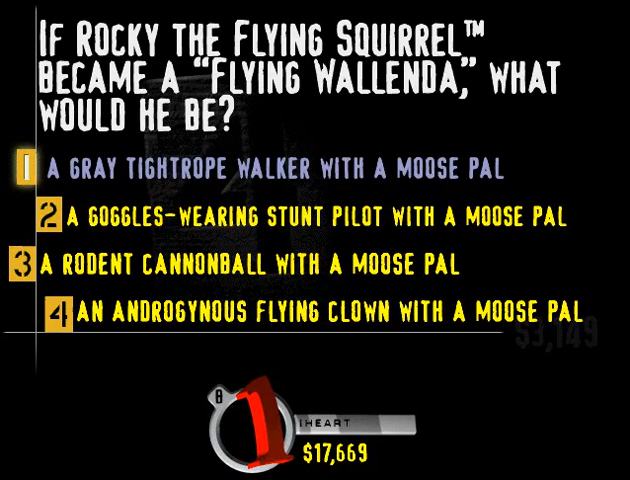 If Rocky the Flying Squirrel™
became a “Flying Wallenda,” what
would he be?
1 A gray tightrope walker with a moose pal
2 A goggles-wearing stunt pilot with a moose pal
3 A rodent cannonball with a moose pal
4 An androgynous flying clown with a moose pal
$3,149
1
IHEART
$17,669